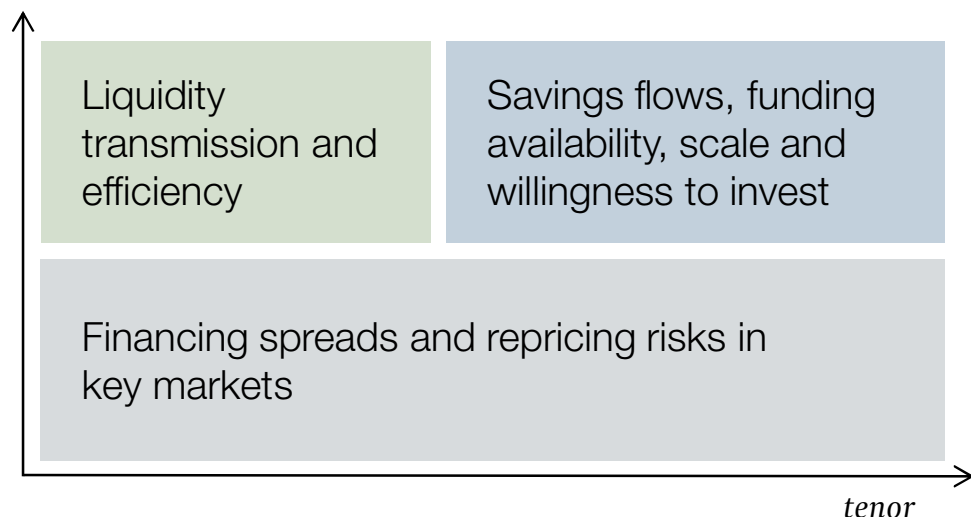 Liquidity
transmission and
efficiency
Savings flows, funding
availability, scale and
willingness to invest
Financing spreads and repricing risks in
key markets
tenor